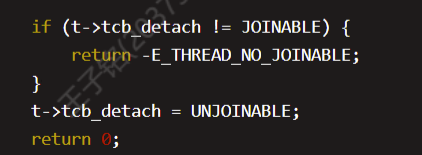 if (t->tcb_detach != JOINABLE) {
return -E_THREAD_NO_JOINABLE;
}
t->tcb_detach = UNJOINABLE;
return 0;